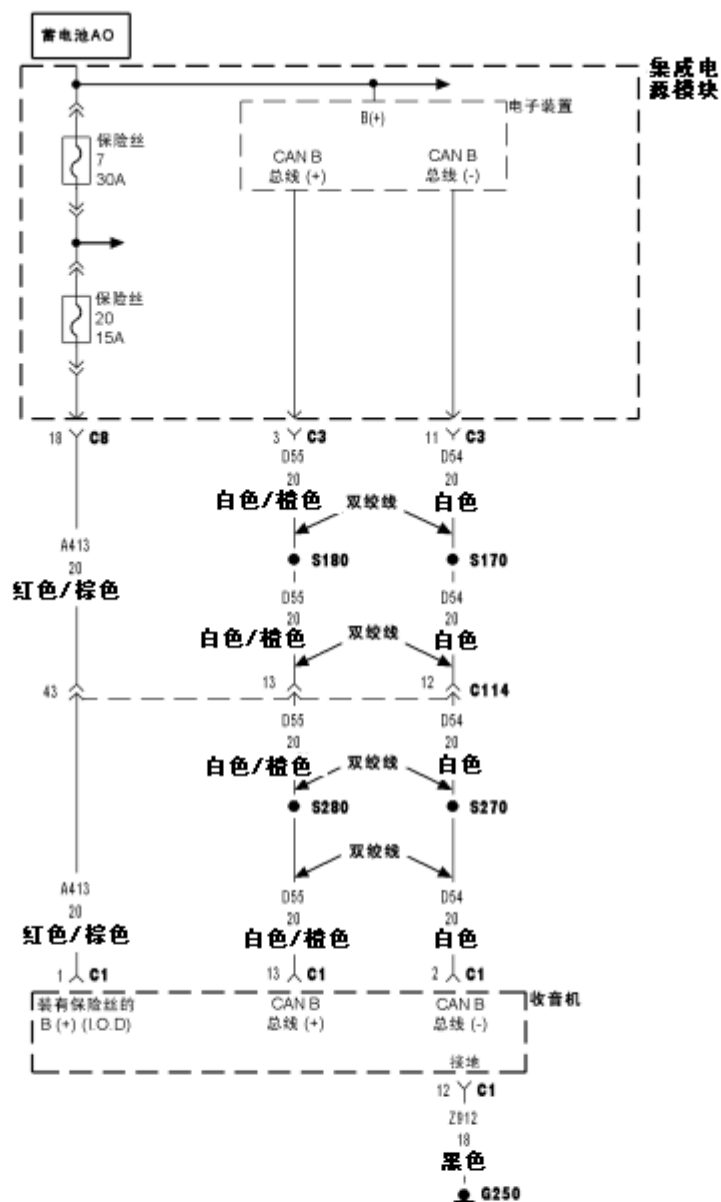 蓄电池AO
集成电
源模块
电子装置
B(+)
保险丝
7
30A
CAN B
总线 (+)
CAN B
总线 (-)
保险丝
20
15A
18 C8
3 C3
11 C3
D55
D54
20
20
白色/橙色
双绞线
白色
A413
20
红色/棕色
S180
S170
D55
D54
20
20
白色/橙色
双绞线
白色
43
13
12
C114
D55
D54
20
20
白色/橙色
双绞线
白色
S280
S270
双绞线
A413
20
红色/棕色
D55
20
白色/橙色
D54
20
白色
1 C1
13 C1
2 C1
装有保险丝的
B (+) (I.O.D)
CAN B
总线 (+)
CAN B
总线 (-)
收音机
接地
12 C1
Z912
18
黑色
G250